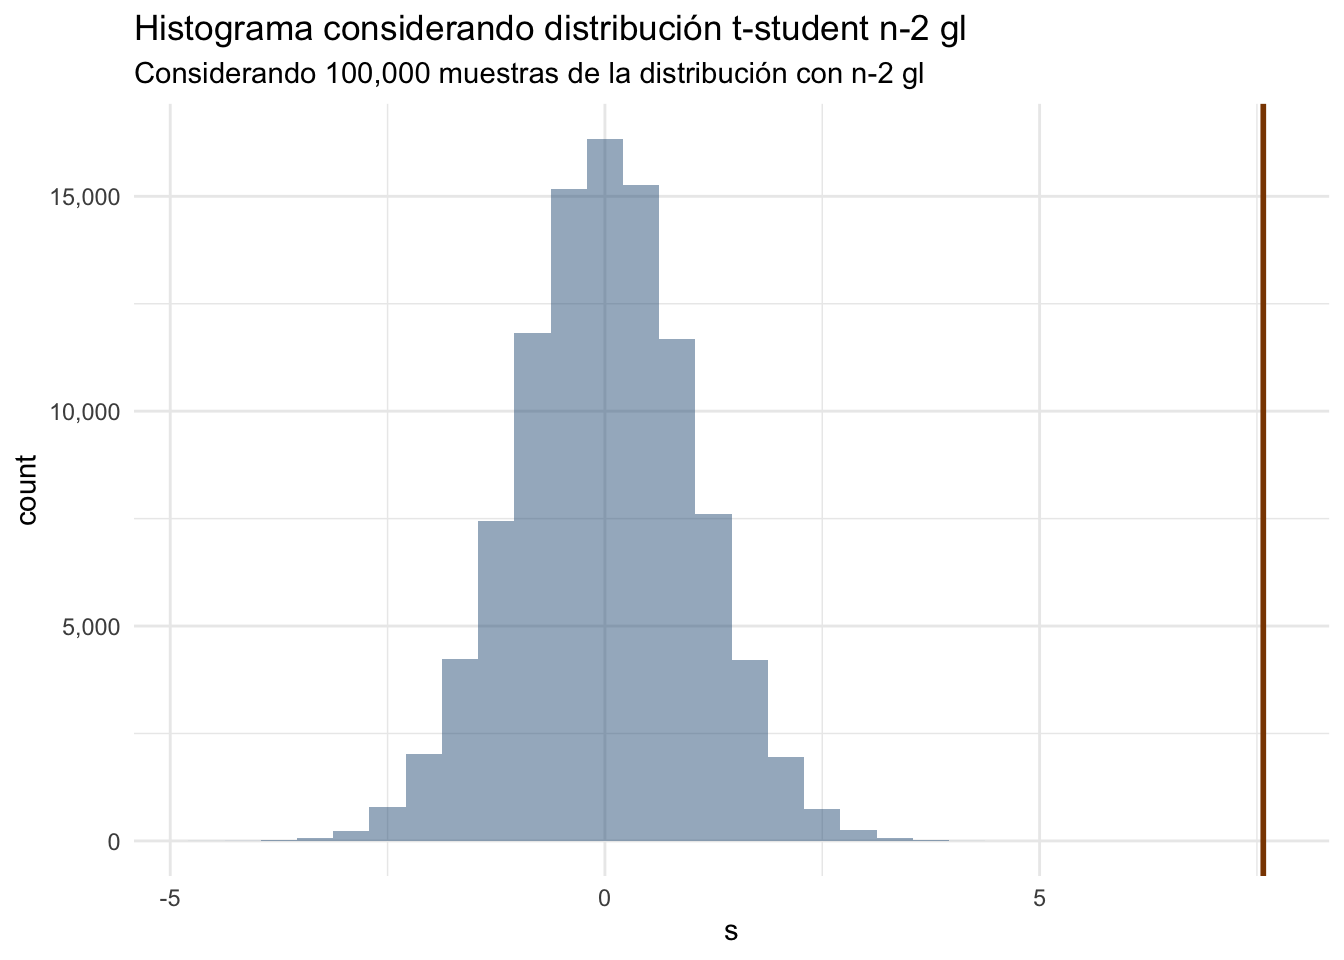 Histograma considerando distribución t-student n-2 gl
Considerando 100,000 muestras de la distribución con n-2 gl
15,000
10,000
5,000
0
count
-5
0
5
s